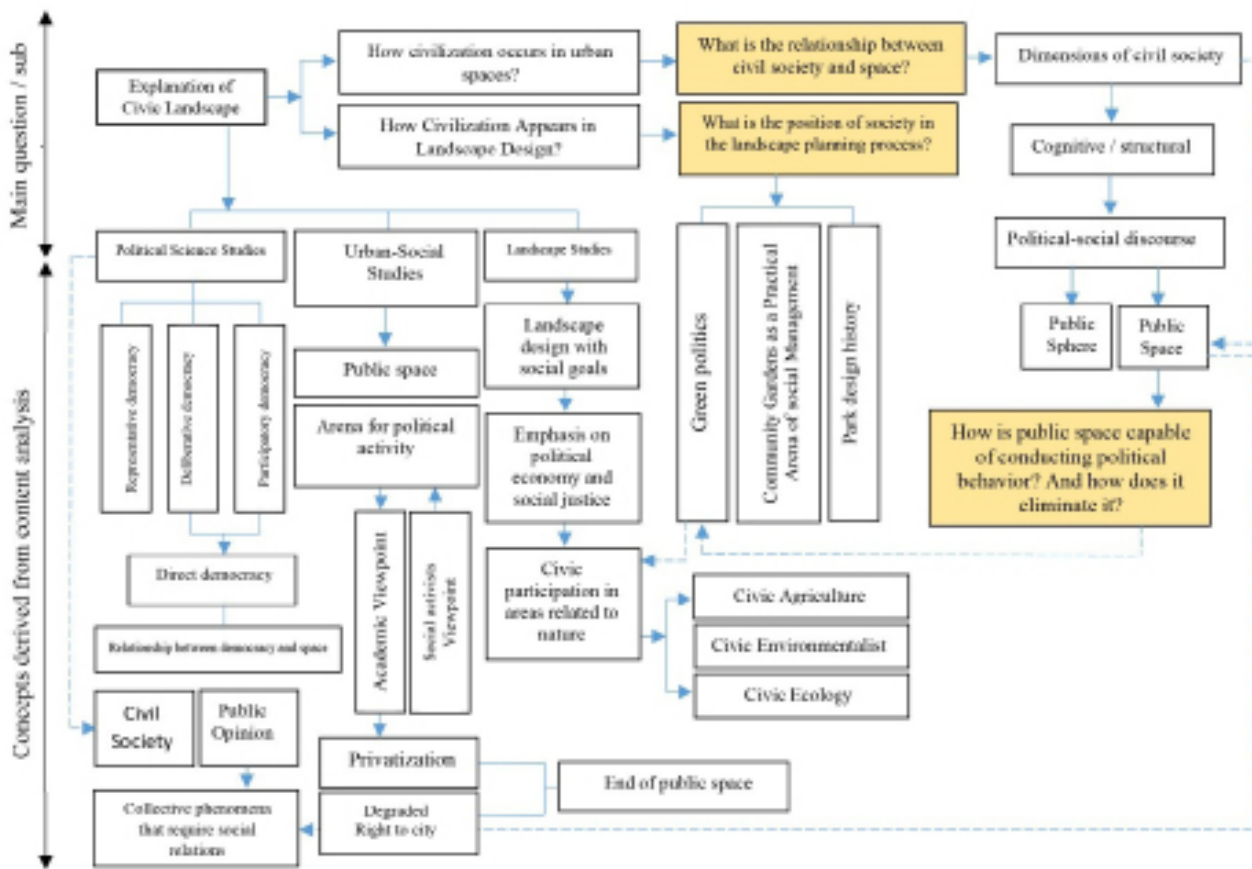 Main question / sub
Concepts derived from content analysis
Explanation of
Civic Landscape
How civilization occurs in urban
spaces?
How Civilization Appears in
Landscape Design?
What is the relationship between
civil society and space?
What is the position of society in
the landscape planning process?
Dimensions of civil society
Cognitive / structural
Political-social discourse
Public
Sphere
Public
Space
How is public space capable
of conducting political
behavior? And how does it
eliminate it?
Political Science Studies
Urban-Social
Studies
Landscape Studies
Representative democracy
Deliberative democracy
Participatory democracy
Direct democracy
Relationship between democracy and space
Public space
Arena for political
activity
Academic Viewpoint
Social activists
Viewpoint
Landscape
design with
social goals
Emphasis on
political
economy and
social justice
Civic
participation in
areas related to
nature
Green politics
Community Gardens as a Practical
Arena of social Management
Park design history
Civic Agriculture
Civic Environmentalist
Civic Ecology
Civil
Society
Public
Opinion
Collective phenomena
that require social
relations
Privatization
Degraded
Right to city
End of public space